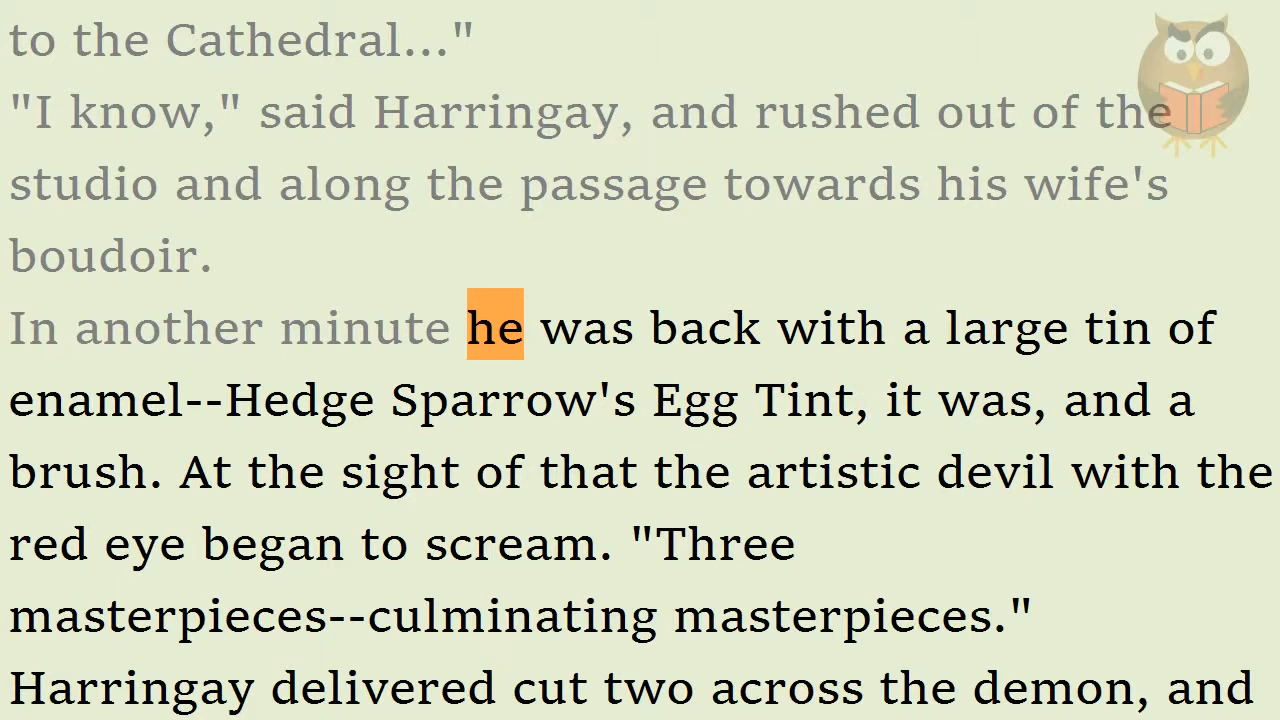 to the Cathedral..."
"I know," said Harringay, and rushed out of the
studio and along the passage towards his wife's
boudoir.
In another minute he was back with a large tin of
enamel--Hedge Sparrow's Egg Tint, it was, and a
brush. At the sight of that the artistic devil with the
red eye began to scream. "Three
masterpieces--culminating masterpieces."
Harringay delivered cut two across the demon, and